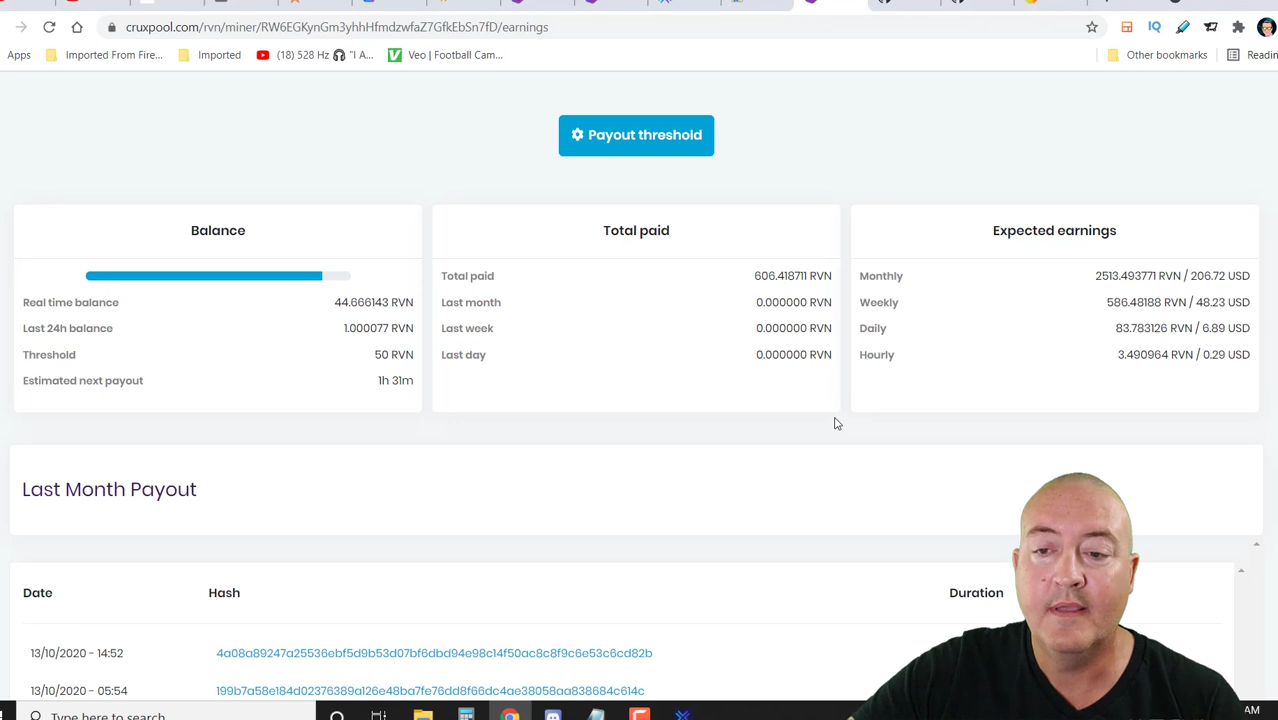 cruxpool.com/rvn/miner/RW6EGKynGm3yhhHfmdzwfaZ7GfkEbSn7fD/earnings
Apps Imported From Fire... Imported (18) 528 Hz "I A... Veo | Football Cam... Other bookmarks Readin
Payout threshold
Balance
Real time balance 44.666143 RVN
Last 24h balance 1.000077 RVN
Threshold 50 RVN
Estimated next payout 1h 31m
Total paid
Total paid 606.418711 RVN
Last month 0.000000 RVN
Last week 0.000000 RVN
Last day 0.000000 RVN
Expected earnings
Monthly 2513.493771 RVN / 206.72 USD
Weekly 586.48188 RVN / 48.23 USD
Daily 83.783126 RVN / 6.89 USD
Hourly 3.490964 RVN / 0.29 USD
Last Month Payout
Date Hash Duration
13/10/2020 - 14:52 4a08a89247a25536ebf5d9b53d07bf6dbd94e98c14f50ac8c8f9c6e53c6cd82b
13/10/2020 - 05:54 199b7a58e184d02376389a126e48ba7fe76dd8f66dc4ae38058aa838684c614c
Type here to search AM